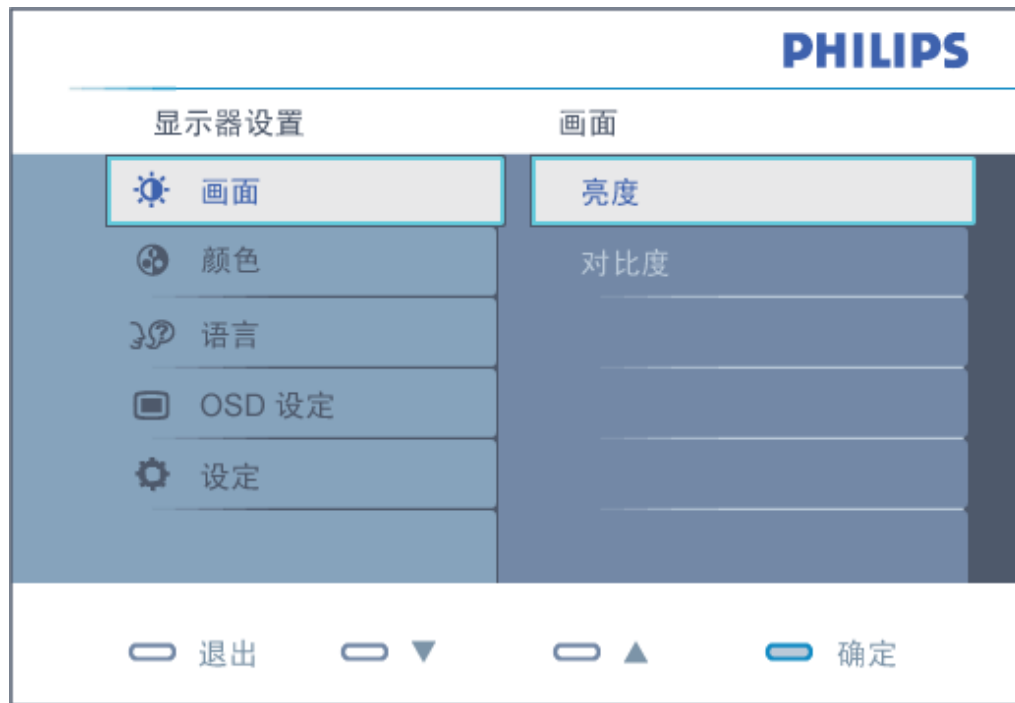 PHILIPS
显示器设置 画面
画面 亮度
颜色 对比度
语言
OSD 设定
设定
退出 ▼ ▲ 确定